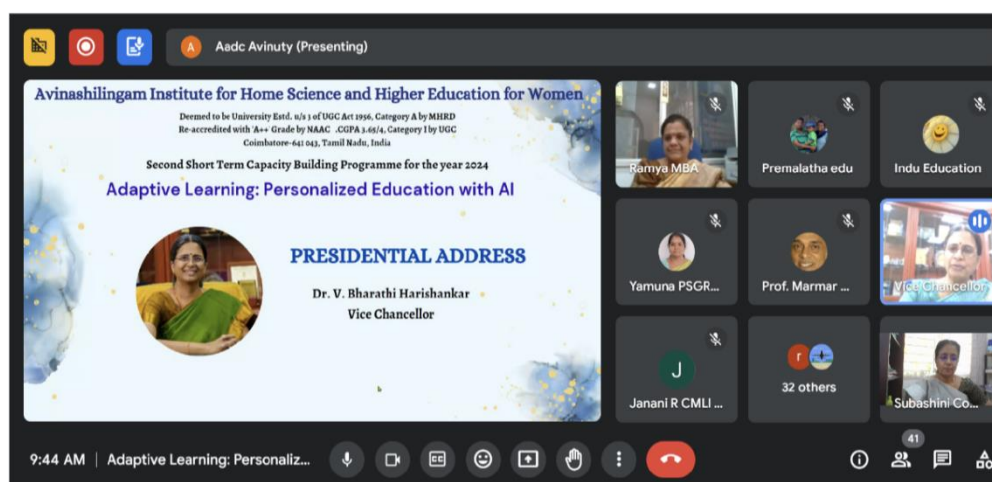 A Aadc Avinuty (Presenting)
Avinashilingam Institute for Home Science and Higher Education for Women
Deemed to be University Estd. u/s 3 of UGC Act 1956, Category A by MHRD
Re-accredited with 'A++' Grade by NAAC .CGPA 3.65/4, Category I by UGC
Coimbatore-641 043, Tamil Nadu, India
Second Short Term Capacity Building Programme for the year 2024
Adaptive Learning: Personalized Education with AI
PRESIDENTIAL ADDRESS
Dr. V. Bharathi Harishankar
Vice Chancellor
Ramya MBA
Premalatha edu
Indu Education
Yamuna PSGR...
Prof. Marmar ...
Vice Chancellor
J
Janani R CMLI ...
r
32 others
Subashini Co...
9:44 AM | Adaptive Learning: Personaliz...
CC
41